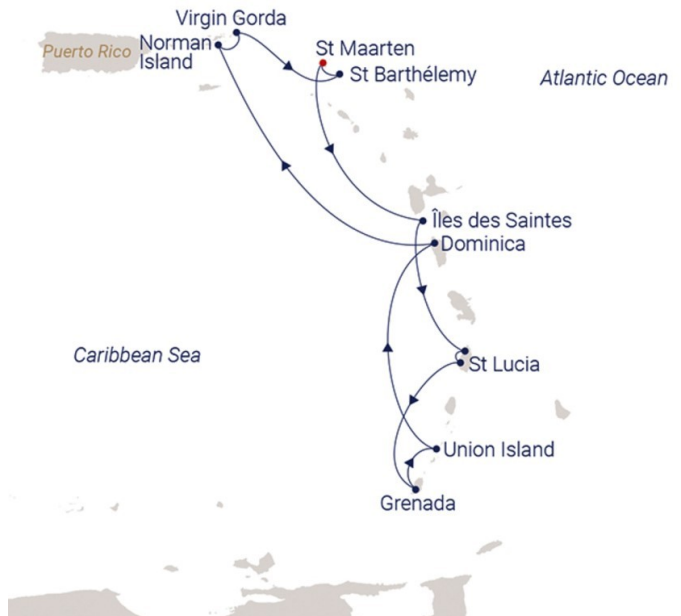 Virgin Gorda
Puerto Rico
Norman
Island
St Maarten
St Barthélemy
Atlantic Ocean
Îles des Saintes
Dominica
Caribbean Sea
St Lucia
Union Island
Grenada